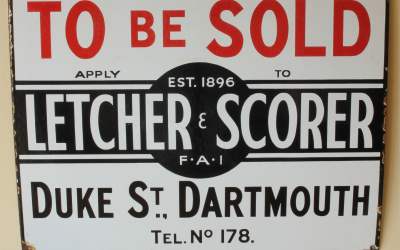 TO BE SOLD
APPLY TO
EST. 1896
LETCHER & SCORER
F·A·I
DUKE ST., DARTMOUTH
TEL. NO 178.